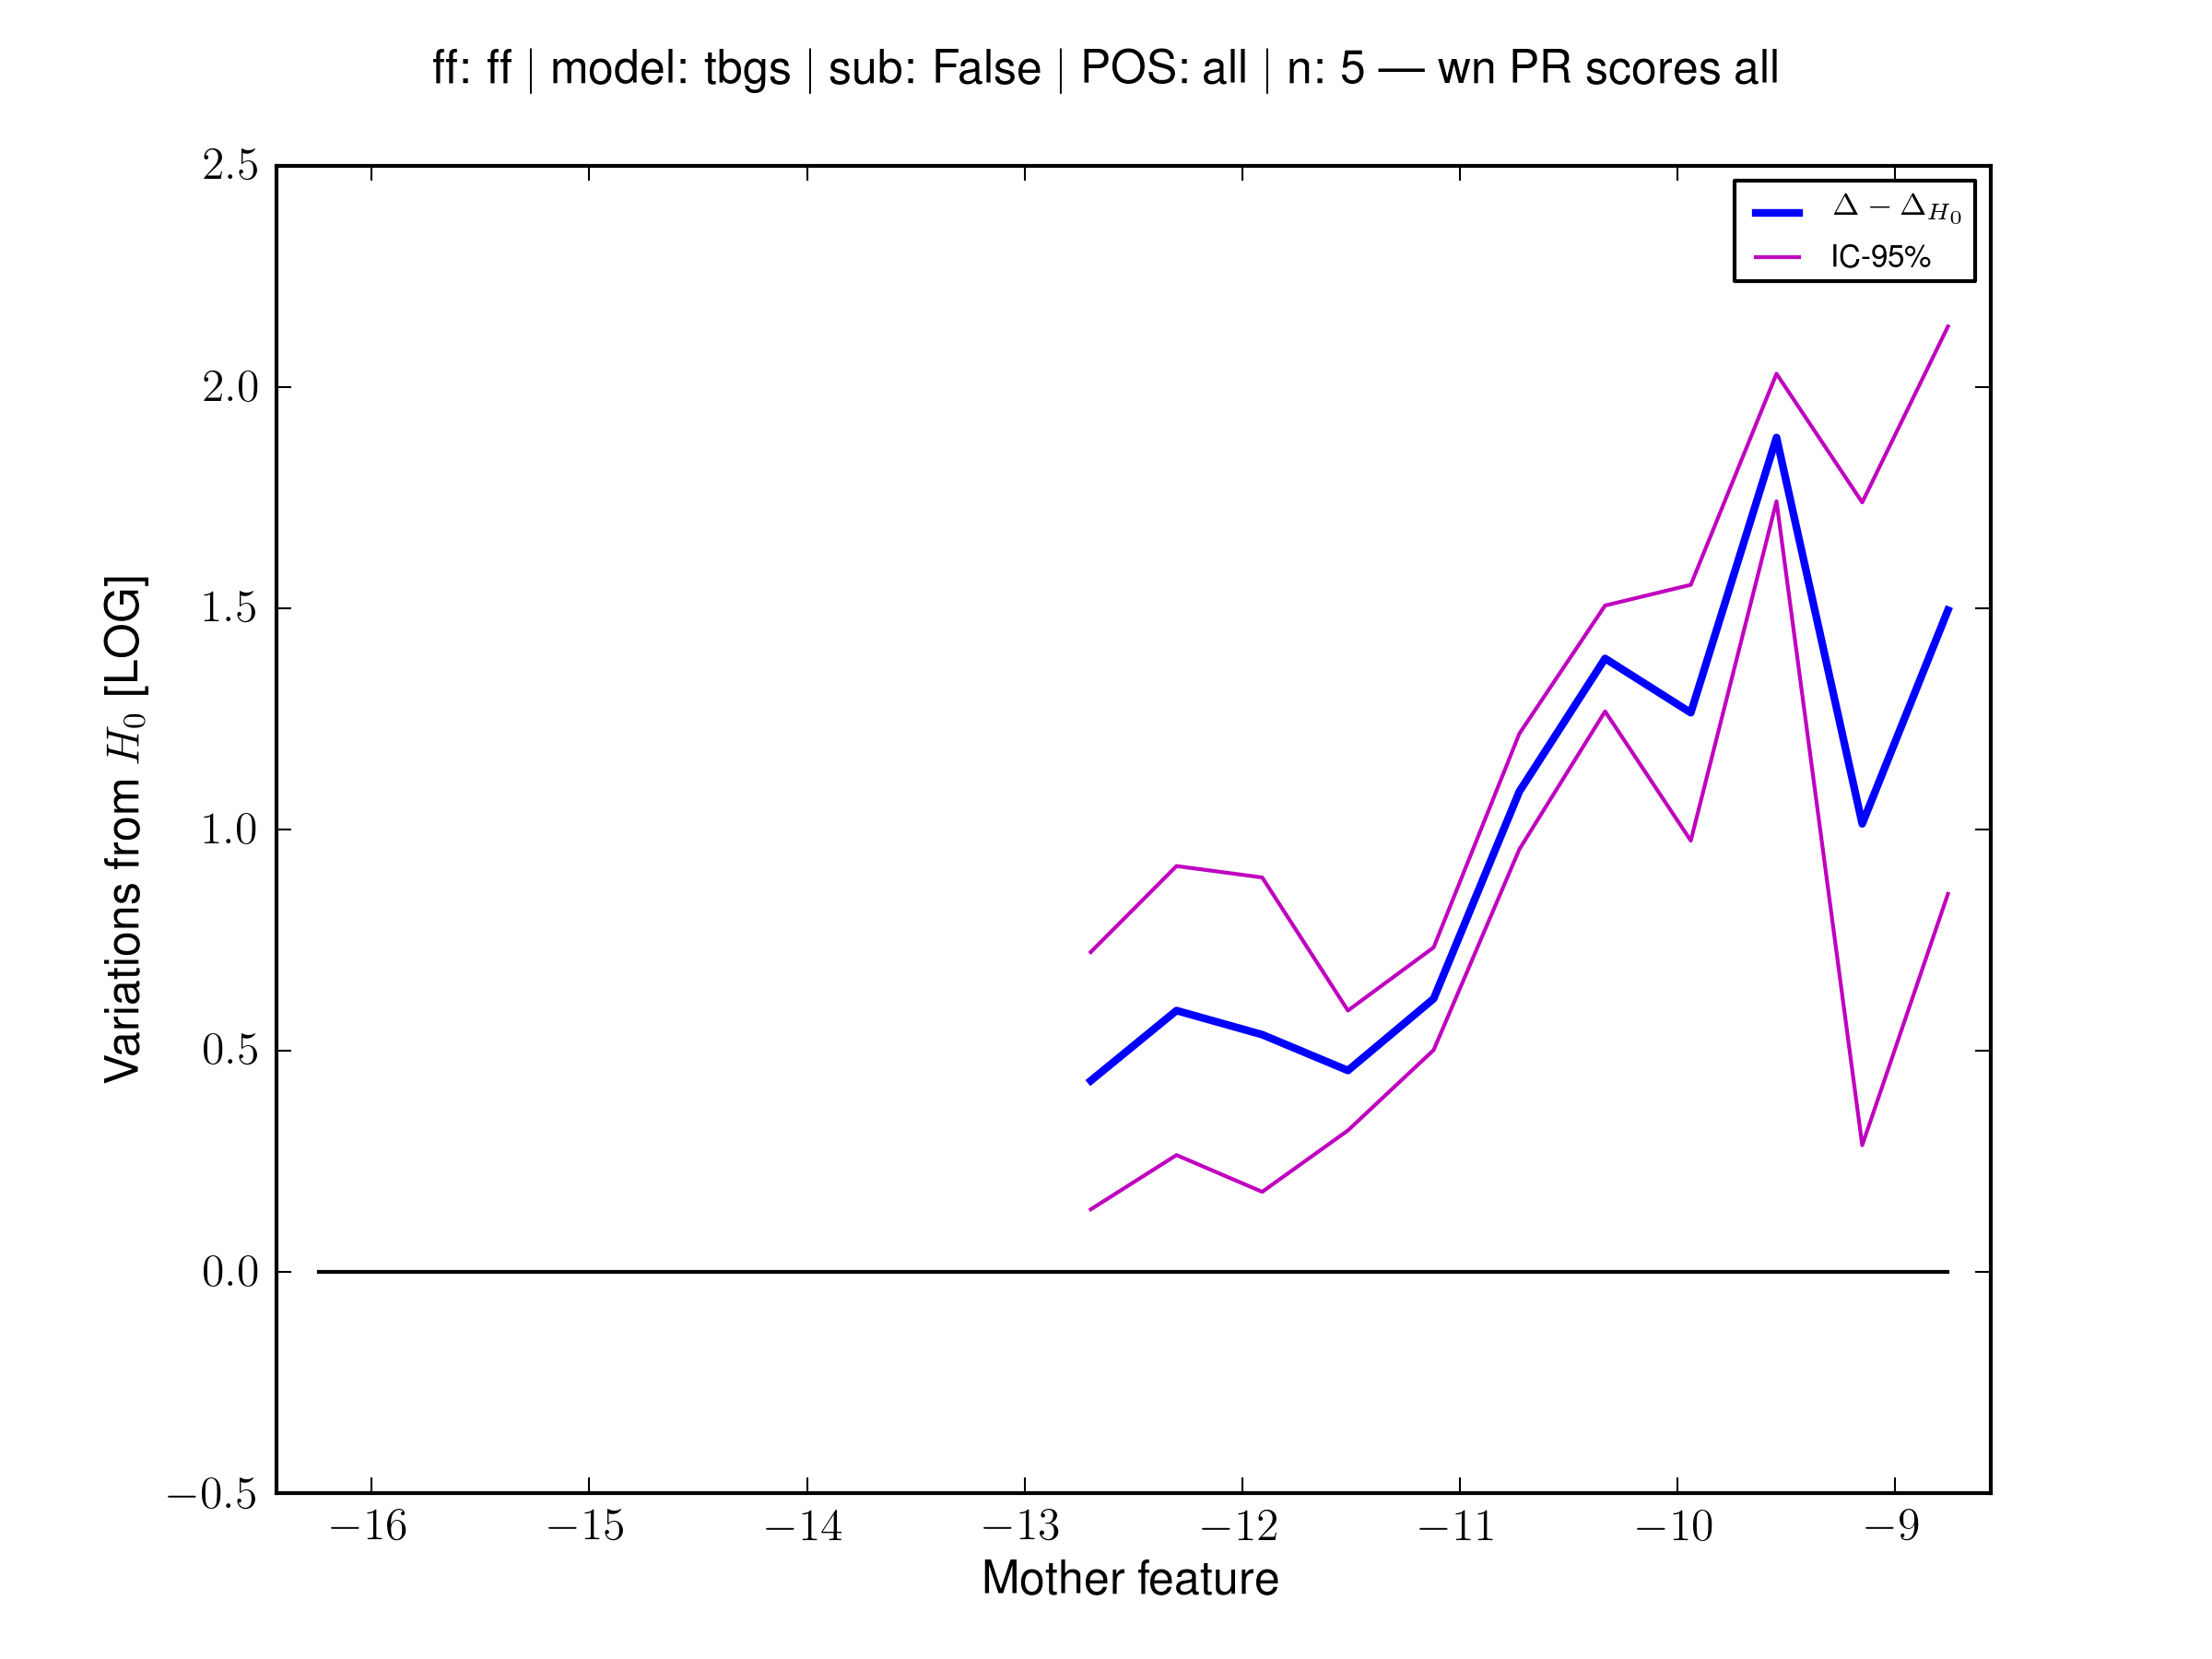 ff: ff | model: tbgs | sub: False | POS: all | n: 5 — wn PR scores all
2.5
2.0
1.5
1.0
0.5
0.0
−0.5
Variations from H₀ [LOG]
Δ − Δ_{H₀}
IC-95%
−16 −15 −14 −13 −12 −11 −10 −9
Mother feature